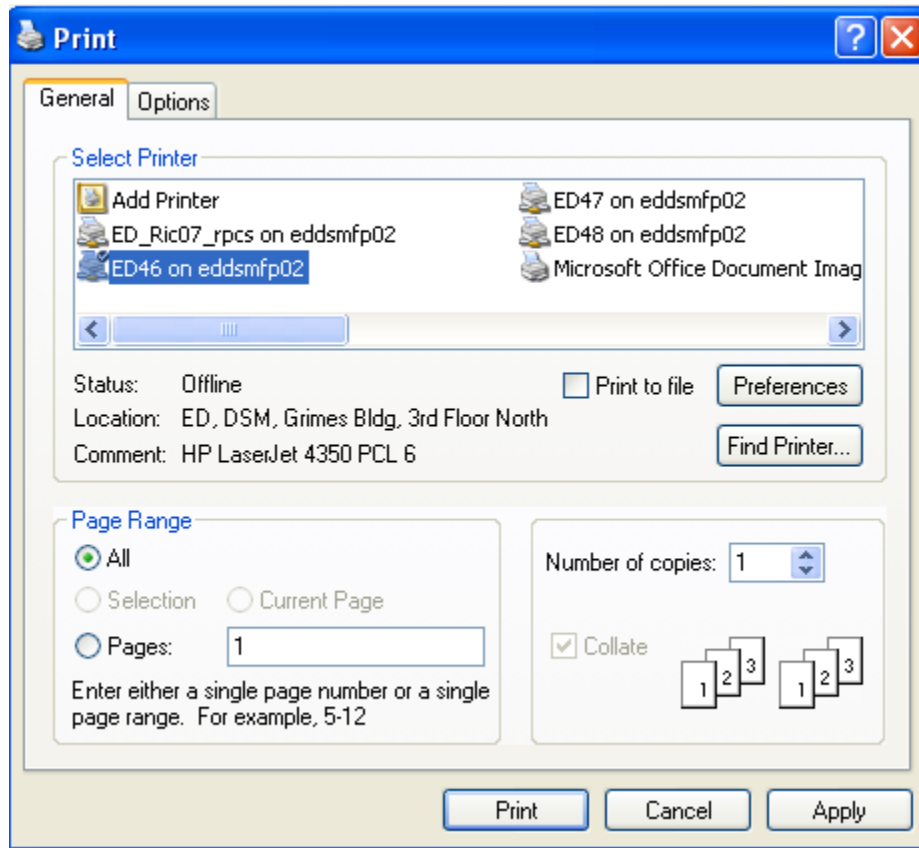 Print
General
Options
Select Printer
Add Printer
ED_Ric07_rpcs on eddsmfp02
ED46 on eddsmfp02
ED47 on eddsmfp02
ED48 on eddsmfp02
Microsoft Office Document Imag
Status: Offline
Location: ED, DSM, Grimes Bldg, 3rd Floor North
Comment: HP LaserJet 4350 PCL 6
Print to file
Preferences
Find Printer...
Page Range
All
Selection
Current Page
Pages: 1
Enter either a single page number or a single
page range. For example, 5-12
Number of copies: 1
Collate
1 2 3 1 2 3
Print
Cancel
Apply